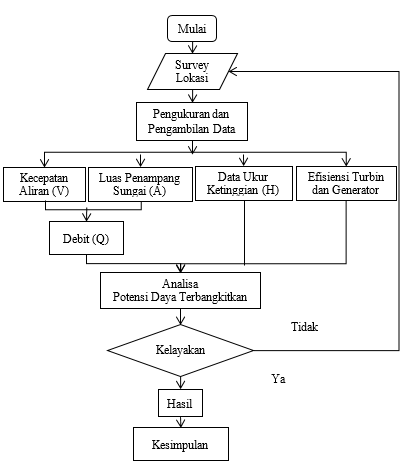 Mulai
Survey
Lokasi
Pengukuran dan
Pengambilan Data
Kecepatan
Aliran (V)
Luas Penampang
Sungai (A)
Data Ukur
Ketinggian (H)
Efisiensi Turbin
dan Generator
Debit (Q)
Analisa
Potensi Daya Terbangkitkan
Tidak
Kelayakan
Ya
Hasil
Kesimpulan